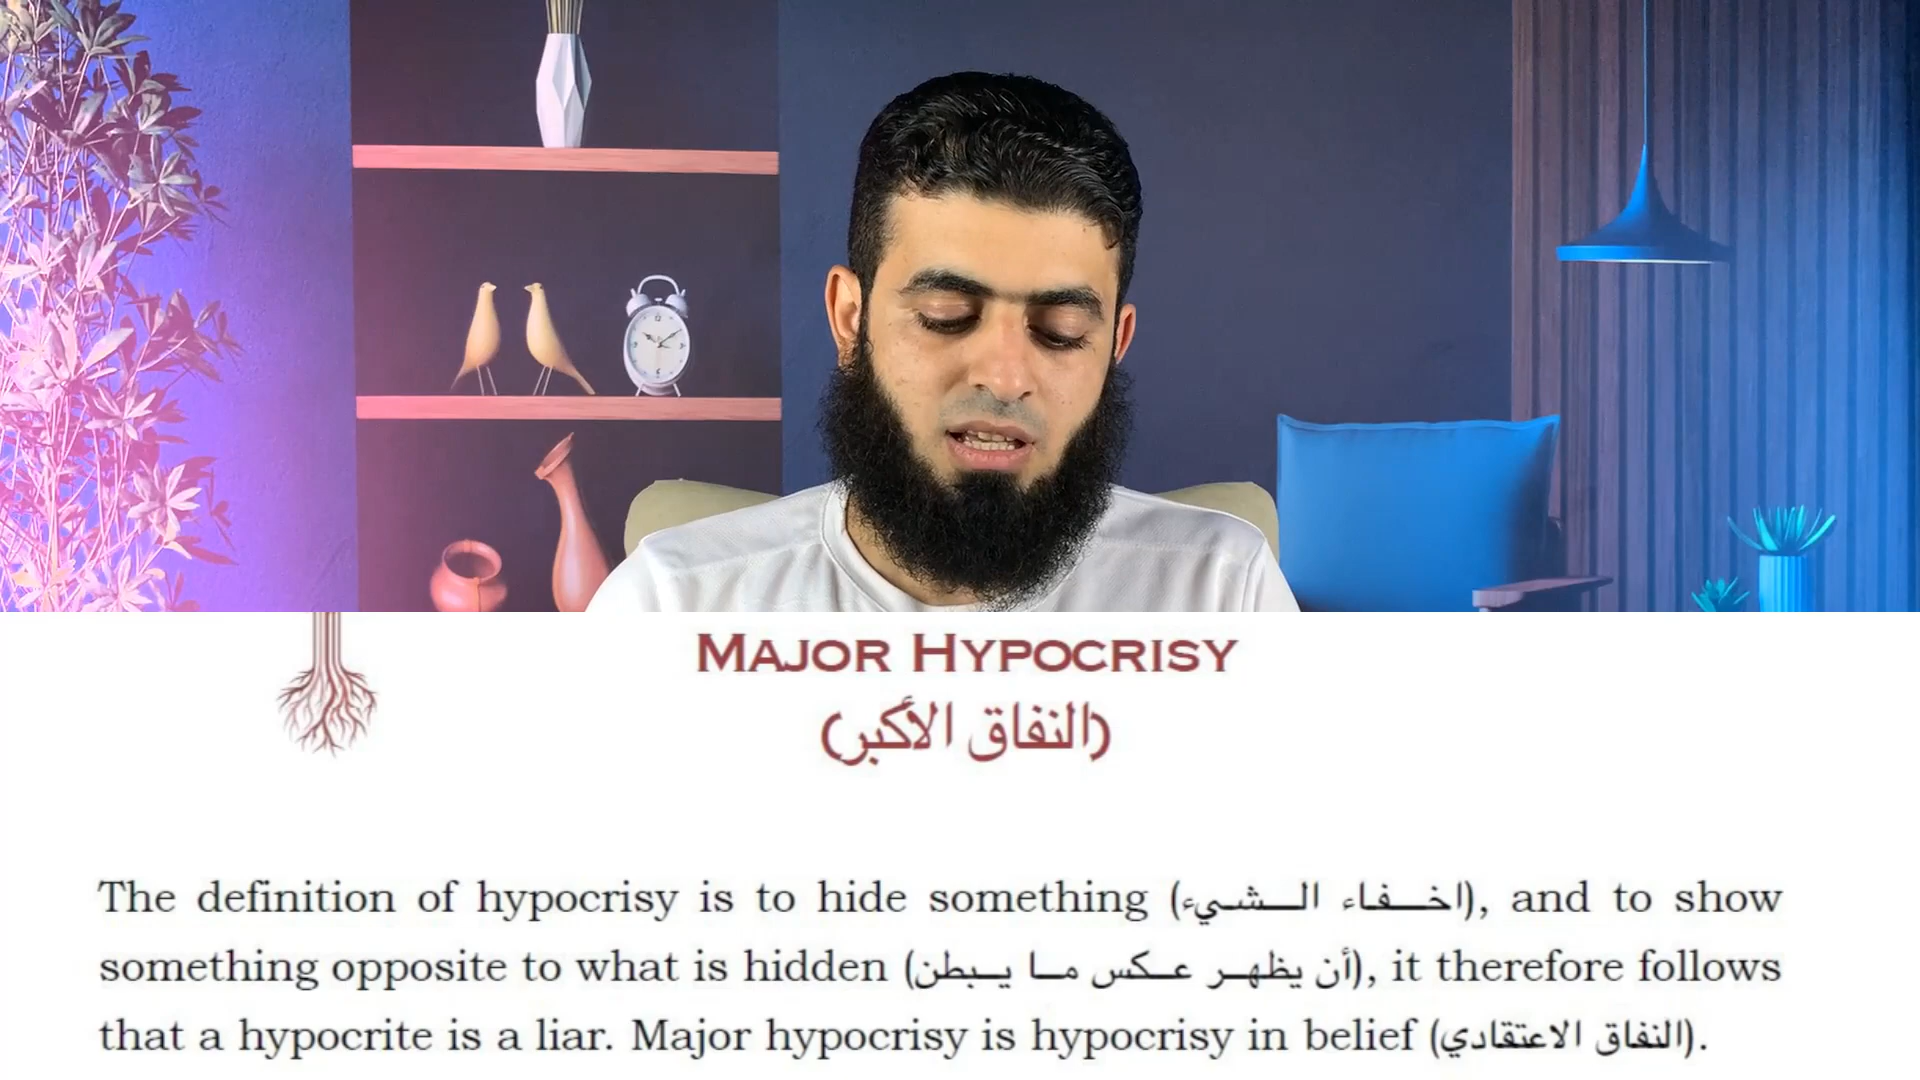 MAJOR HYPOCRISY
(النفاق الأكبر)
The definition of hypocrisy is to hide something (اخفاء الشيء), and to show
something opposite to what is hidden (أن يظهر عكس ما يبطن), it therefore follows
that a hypocrite is a liar. Major hypocrisy is hypocrisy in belief (النفاق الاعتقادي).